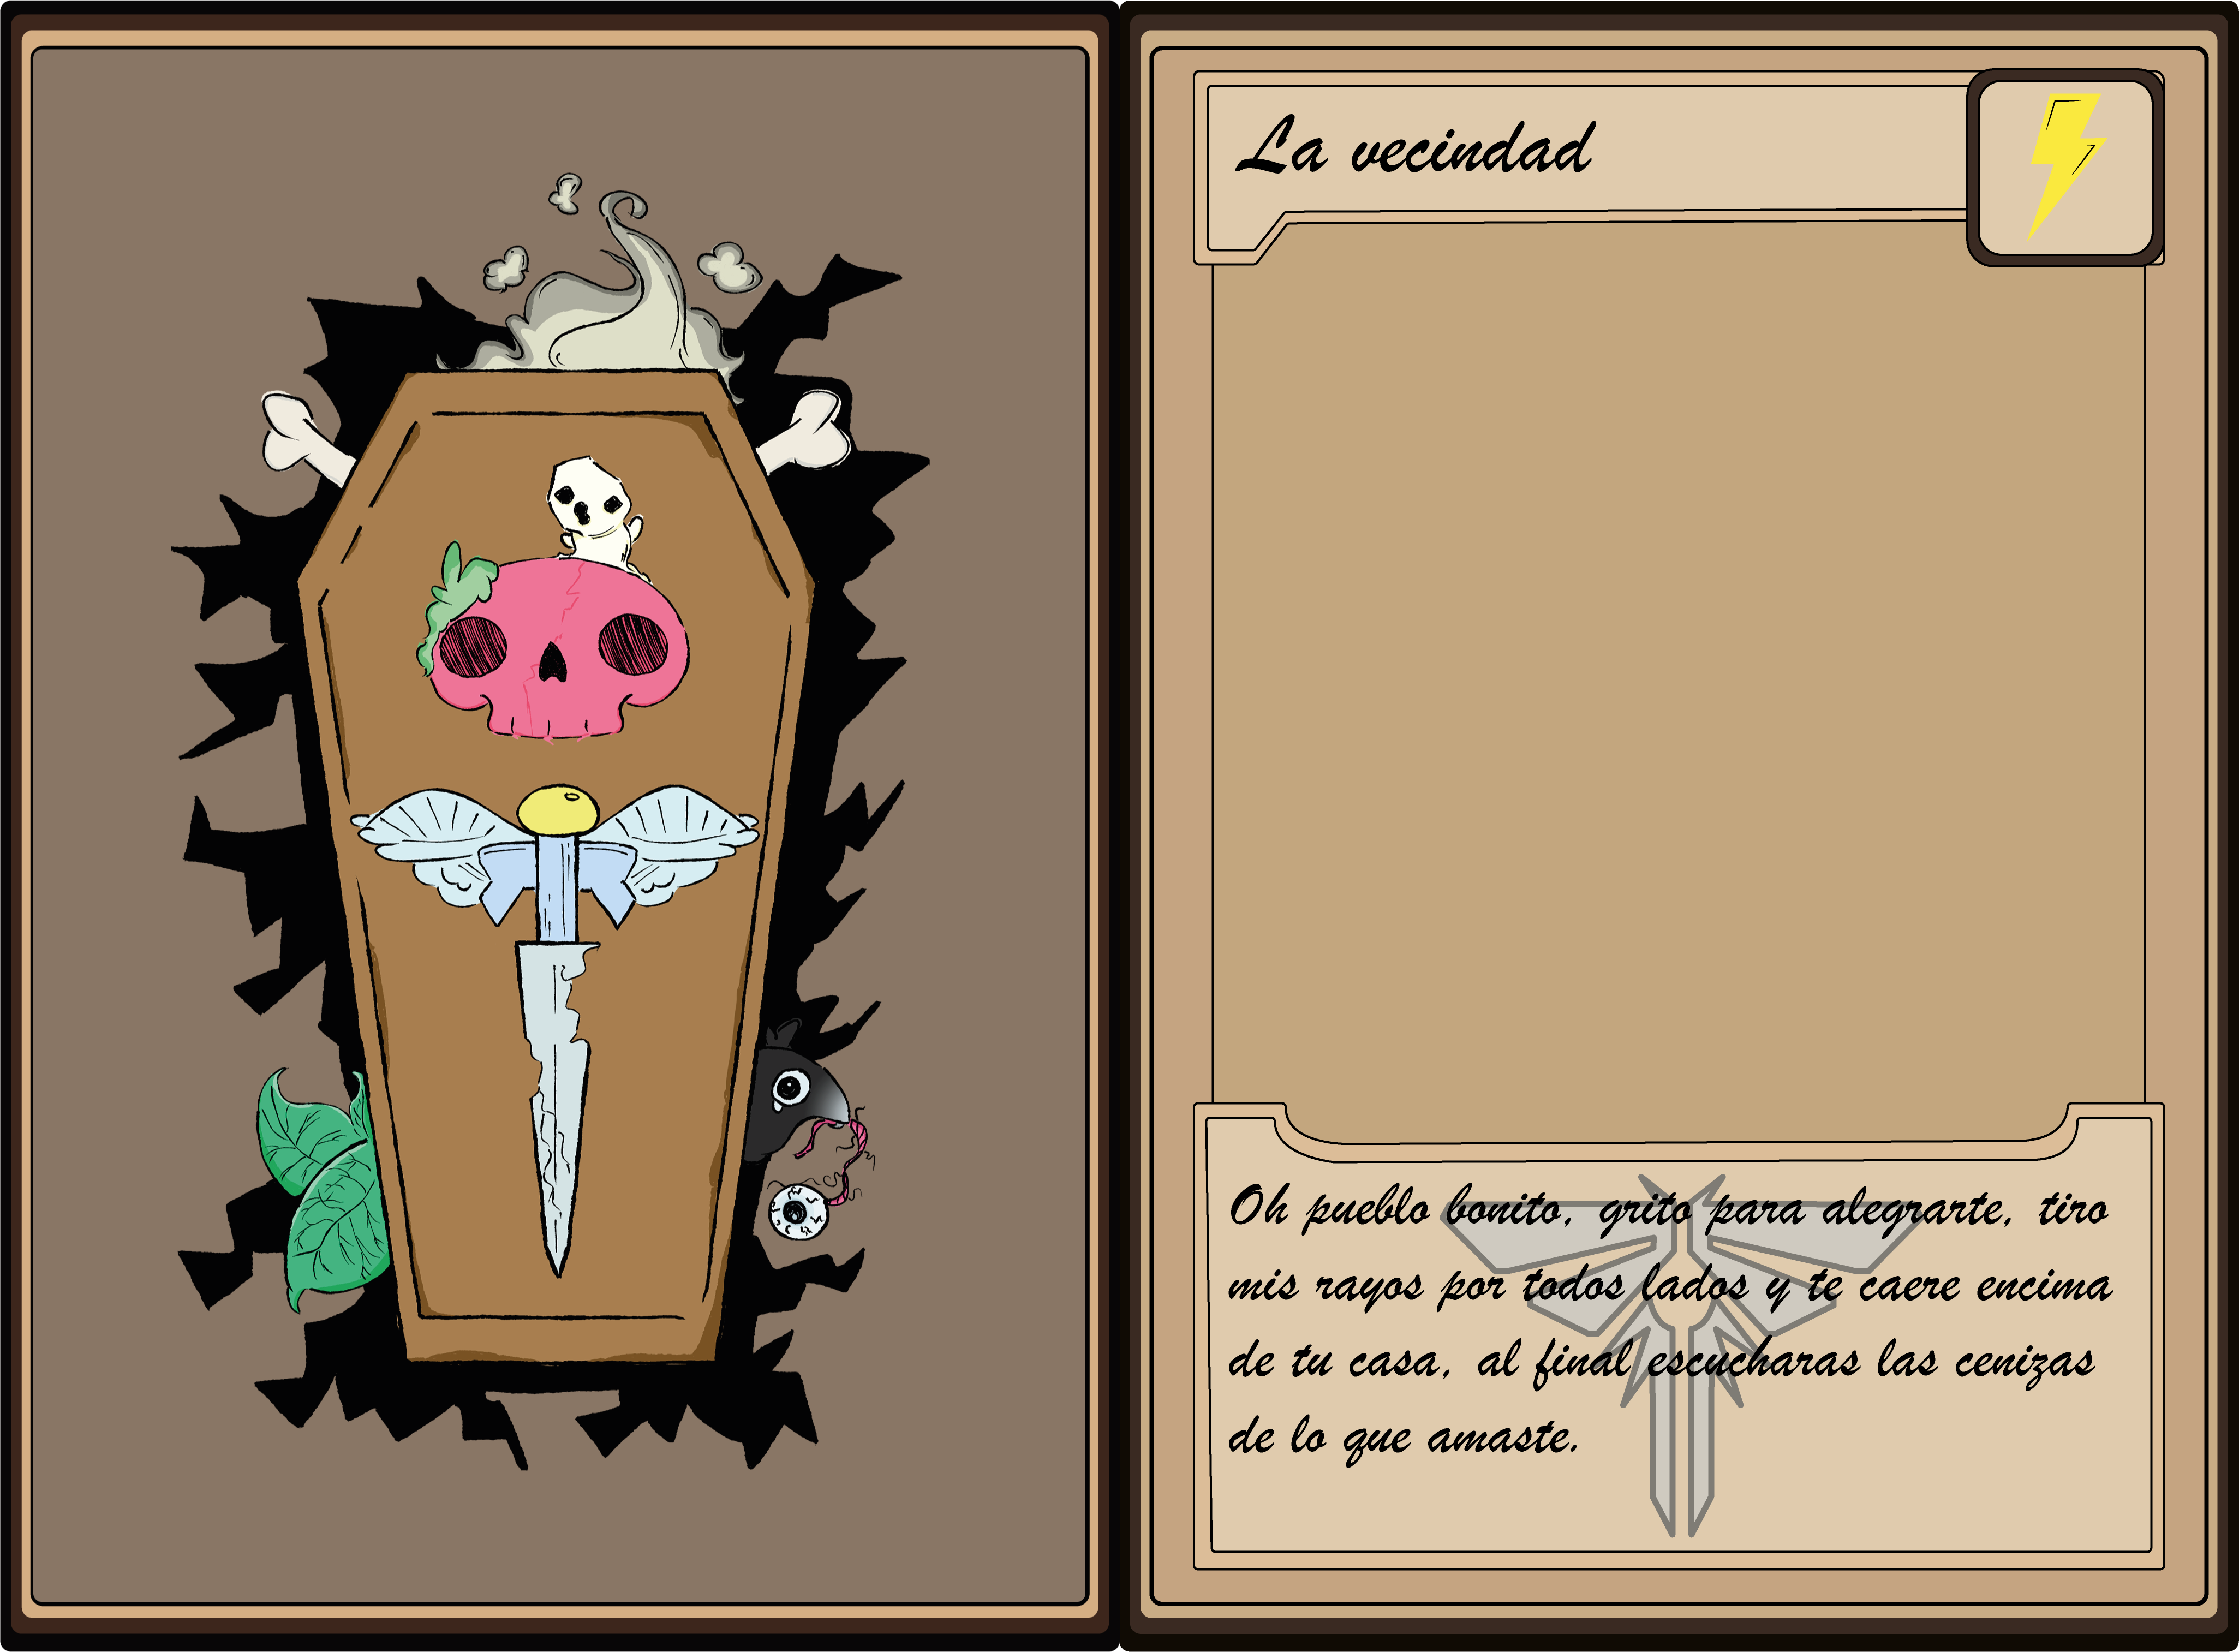 La vecindad
Oh pueblo bonito, grito para alegrarte, tiro
mis rayos por todos lados y te caere encima
de tu casa, al final escucharas las cenizas
de lo que amaste.